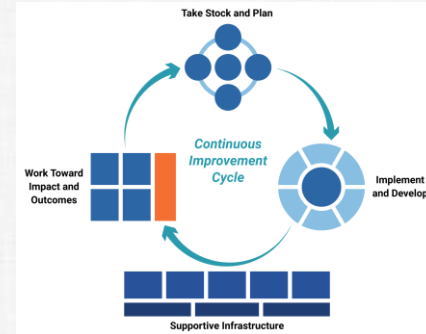 Take Stock and Plan
Continuous
Improvement
Cycle
Work Toward
Impact and
Outcomes
Implement
and Develop
Supportive Infrastructure